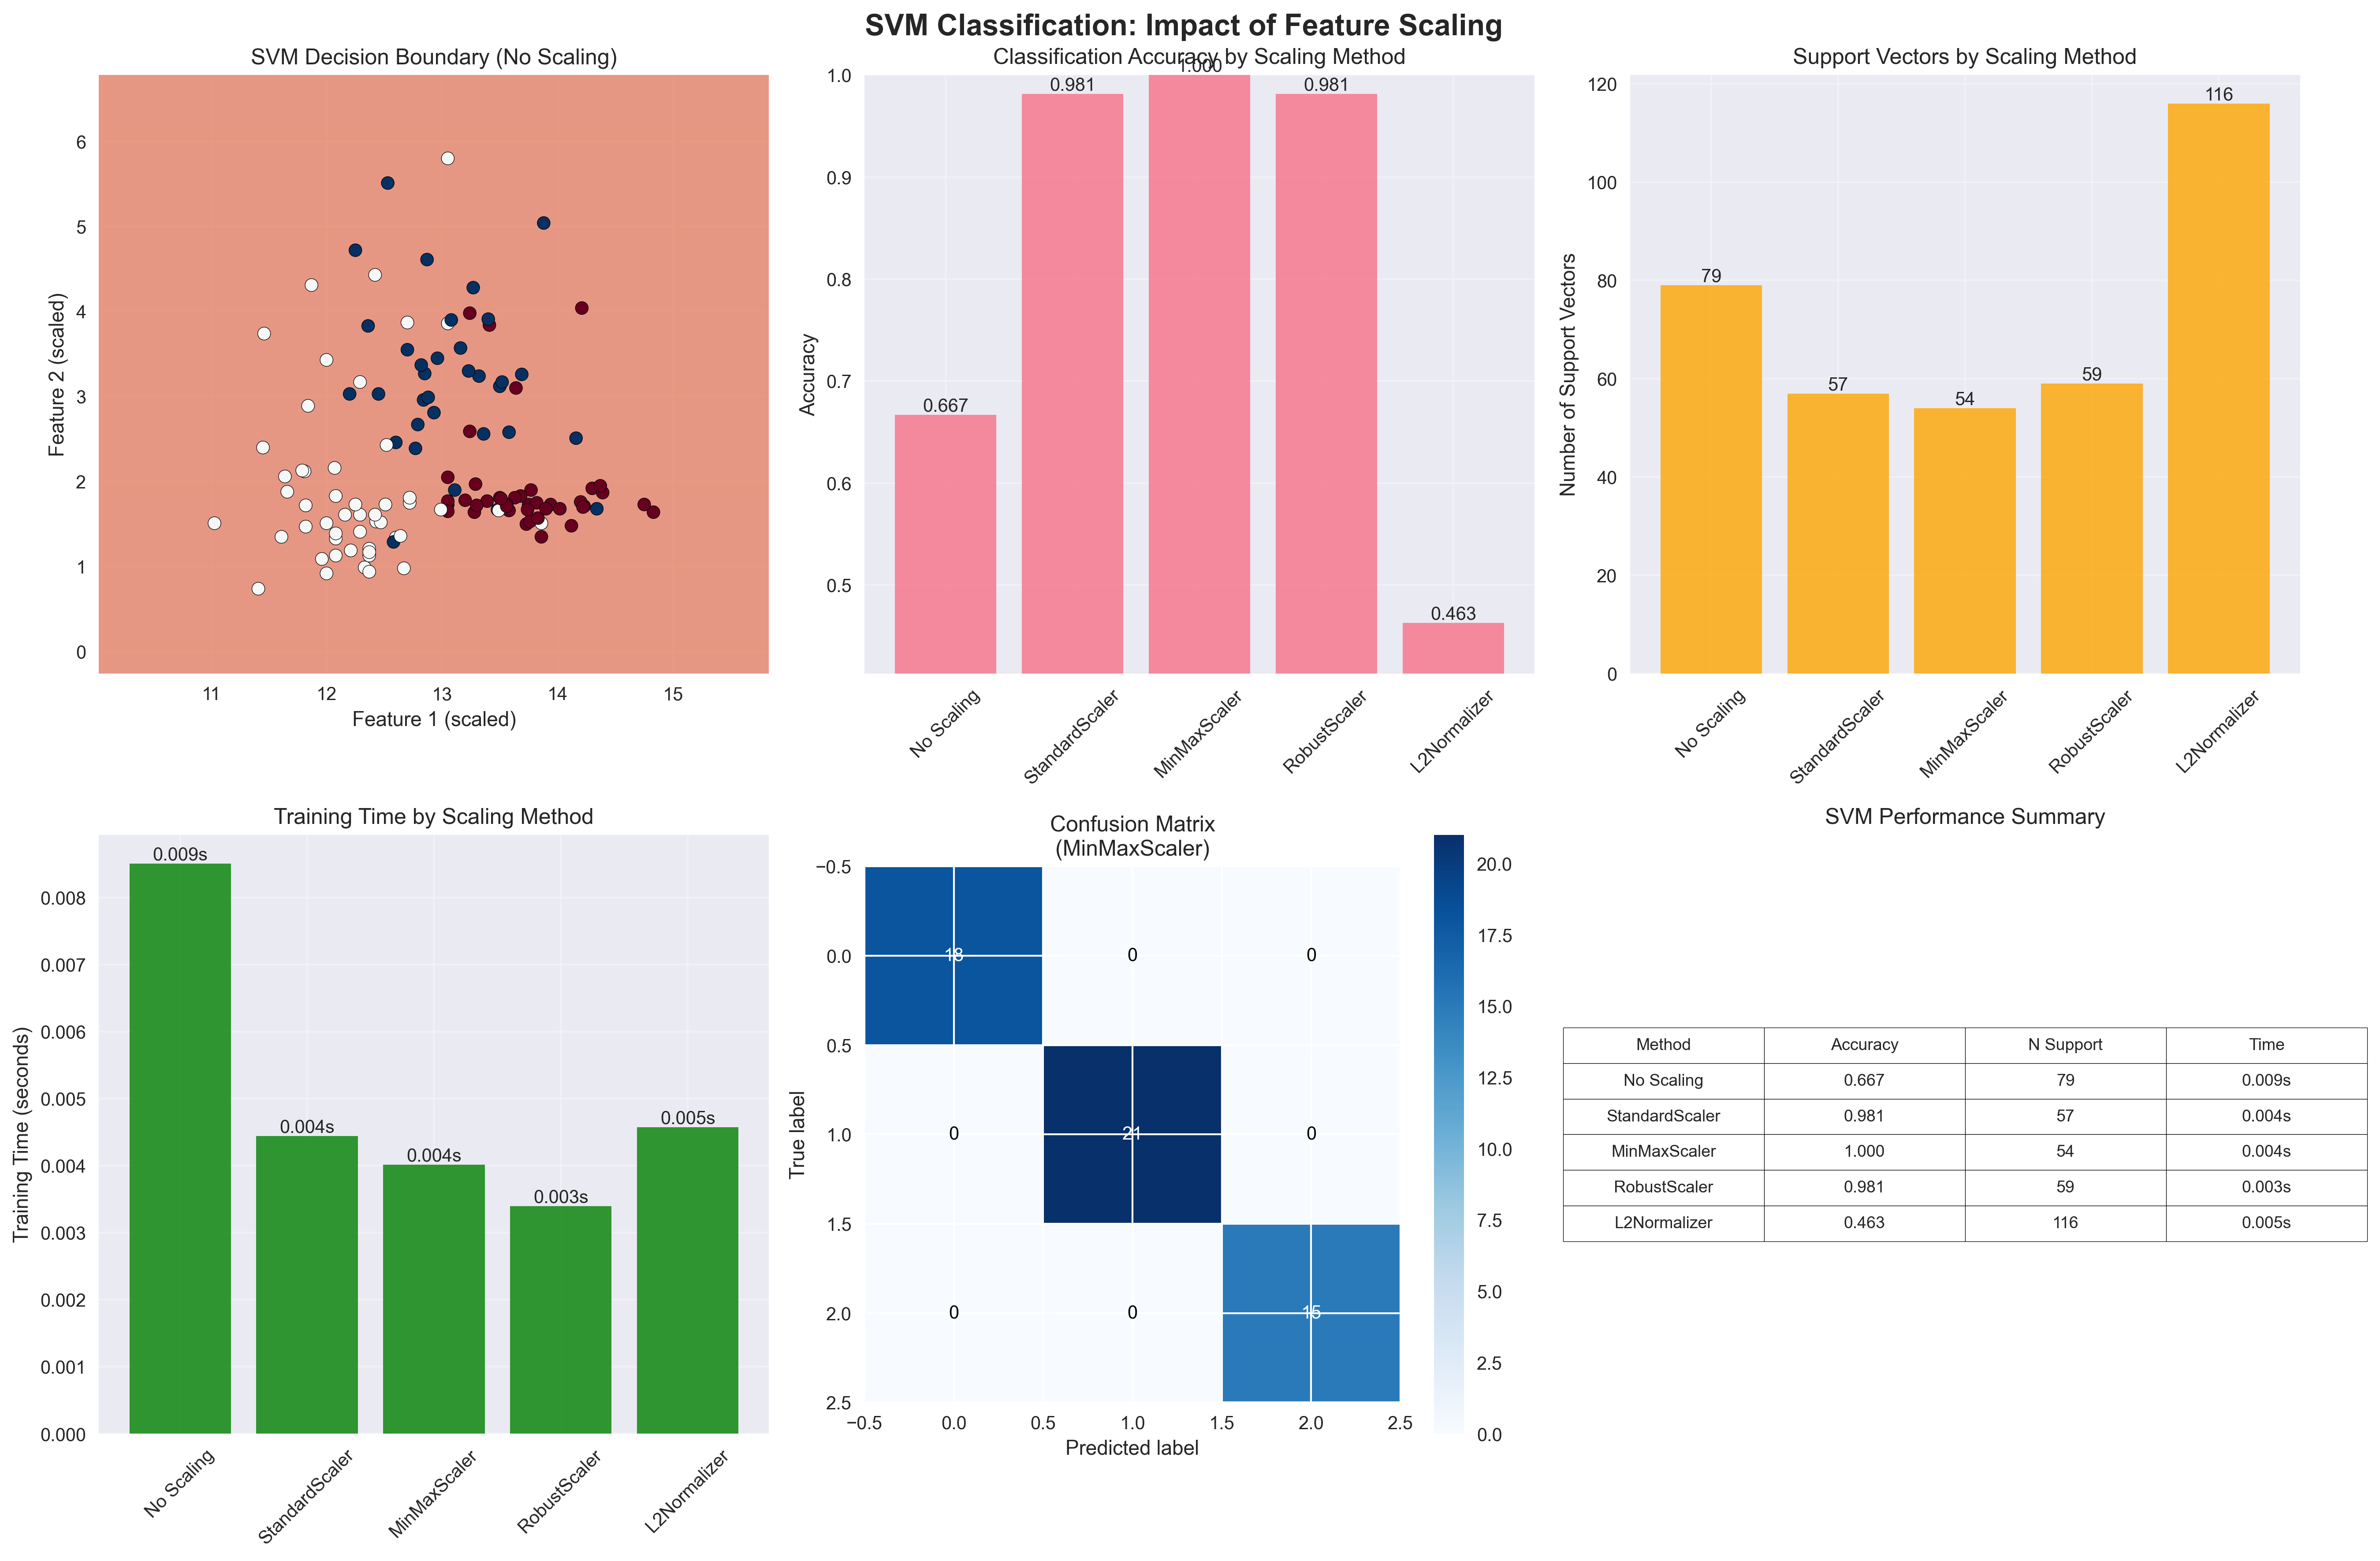 SVM Classification: Impact of Feature Scaling
SVM Decision Boundary (No Scaling)
Feature 2 (scaled)
6
5
4
3
2
1
0
11 12 13 14 15
Feature 1 (scaled)
Classification Accuracy by Scaling Method
Accuracy
1.0
0.9
0.8
0.7
0.6
0.5
0.667
0.981
1.000
0.981
0.463
No Scaling
StandardScaler
MinMaxScaler
RobustScaler
L2Normalizer
Support Vectors by Scaling Method
Number of Support Vectors
120
100
80
60
40
20
0
79
57
54
59
116
No Scaling
StandardScaler
MinMaxScaler
RobustScaler
L2Normalizer
Training Time by Scaling Method
Training Time (seconds)
0.008
0.007
0.006
0.005
0.004
0.003
0.002
0.001
0.000
0.009s
0.004s
0.004s
0.003s
0.005s
No Scaling
StandardScaler
MinMaxScaler
RobustScaler
L2Normalizer
Confusion Matrix
(MinMaxScaler)
True label
−0.5
0.0
0.5
1.0
1.5
2.0
2.5
18 0 0
0 21 0
0 0 15
−0.5 0.0 0.5 1.0 1.5 2.0 2.5
Predicted label
20.0
17.5
15.0
12.5
10.0
7.5
5.0
2.5
0.0
SVM Performance Summary
Method Accuracy N Support Time
No Scaling 0.667 79 0.009s
StandardScaler 0.981 57 0.004s
MinMaxScaler 1.000 54 0.004s
RobustScaler 0.981 59 0.003s
L2Normalizer 0.463 116 0.005s